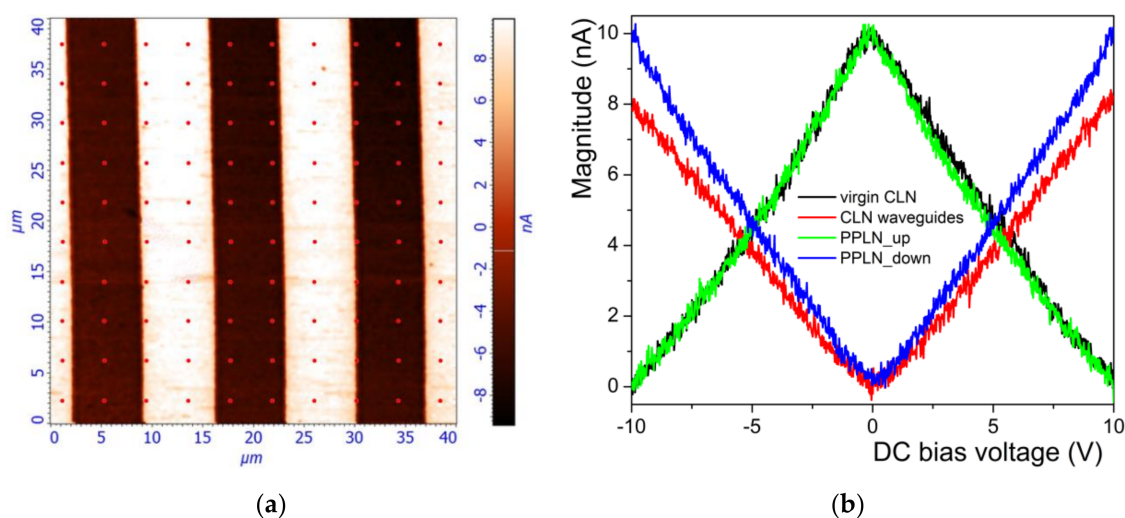 40
35
30
25
20
15
10
5
0
μm
0 5 10 15 20 25 30 35 40
μm
8
6
4
2
0
-2
-4
-6
-8
nA
(a)
Magnitude (nA)
10
8
6
4
2
0
virgin CLN
CLN waveguides
PPLN_up
PPLN_down
-10 -5 0 5 10
DC bias voltage (V)
(b)